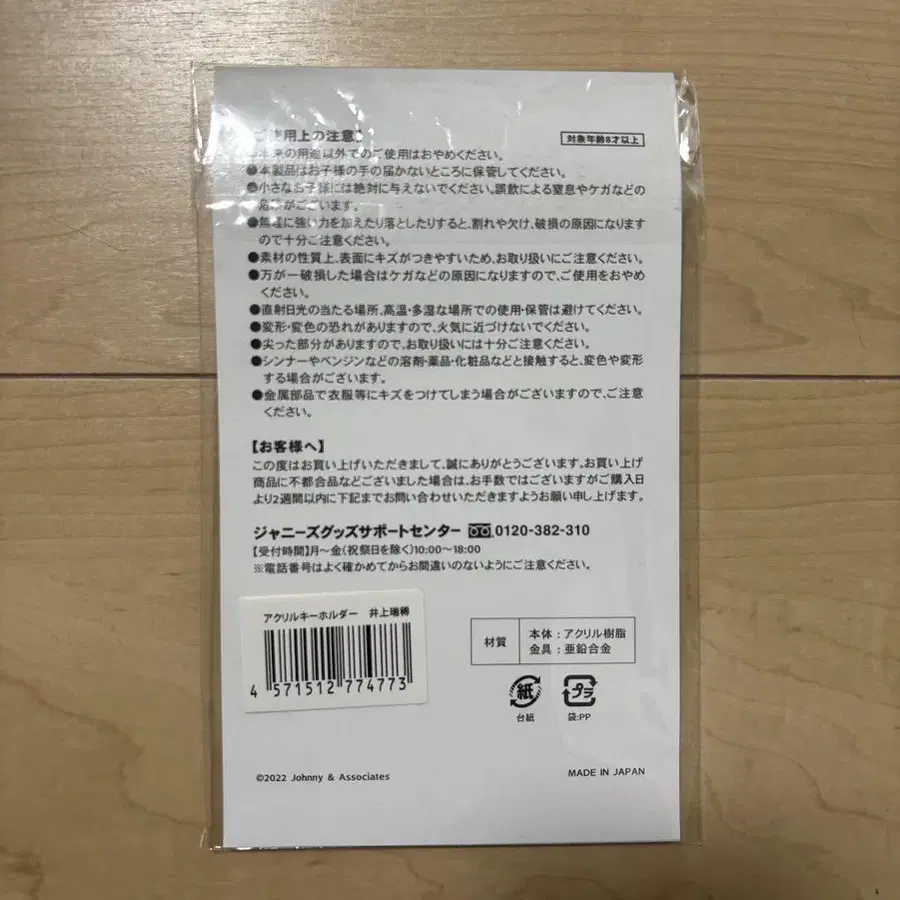 ご使用上の注意】
対象年齢8才以上
本来の用途以外でのご使用はおやめください。
●本製品はお子様の手の届かないところに保管してください。
●小さなお子様には絶対に与えないでください。誤飲による窒息やケガなどの
がございます。
●無理に強い力を加えたり落としたりすると、割れや欠け、破損の原因になります
ので十分ご注意ください。
●素材の性質上、表面にキズがつきやすいため、お取り扱いにご注意ください。
●万が一破損した場合はケガなどの原因になりますので、ご使用をおやめ
ください。
●直射日光の当たる場所、高温・多湿な場所での使用・保管は避けてください。
●変形・変色の恐れがありますので、火気に近づけないでください。
●尖った部分がありますので、お取り扱いには十分ご注意ください。
●シンナーやベンジンなどの溶剤・薬品・化粧品などと接触すると、変色や変形
する場合がございます。
●金属部品で衣服等にキズをつけてしまう場合がございますので、ご注意
ください。
【お客様へ】
この度はお買い上げいただきまして、誠にありがとうございます。お買い上げ
商品に不都合品などございました場合は、お手数ではございますがご購入日
より2週間以内に下記までお問い合わせいただきますようお願い申し上げます。
ジャニーズグッズサポートセンター 0120-382-310
【受付時間】月〜金（祝祭日を除く）10:00〜18:00
※電話番号はよく確かめてからお間違いのないようにご注意ください。
アクリルキーホルダー 井上瑞稀
4 571512 774773
材質
本体：アクリル樹脂
金具：亜鉛合金
紙
プラ
台紙
袋:PP
©2022 Johnny & Associates
MADE IN JAPAN